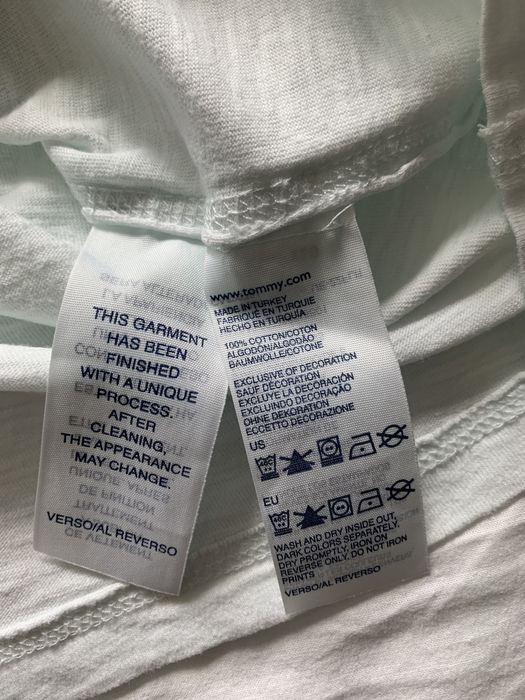 THIS GARMENT
HAS BEEN
FINISHED
WITH A UNIQUE
PROCESS.
AFTER
CLEANING,
THE APPEARANCE
MAY CHANGE.
VERSO/AL REVERSO
www.tommy.com
MADE IN TURKEY
FABRIQUE EN TURQUIE
HECHO EN TURQUÍA
100% COTTON/COTON
ALGODÓN/ALGODÃO
BAUMWOLLE/COTONE
EXCLUSIVE OF DECORATION
SAUF DÉCORATION
EXCLUYE LA DECORACIÓN
EXCLUINDO DECORAÇÃO
OHNE DEKORATION
ECCETTO DECORAZIONE
US
EU
WASH AND DRY INSIDE OUT,
DARK COLORS SEPARATELY.
DRY PROMPTLY, IRON ON
REVERSE ONLY, DO NOT IRON
PRINTS
VERSO/AL REVERSO